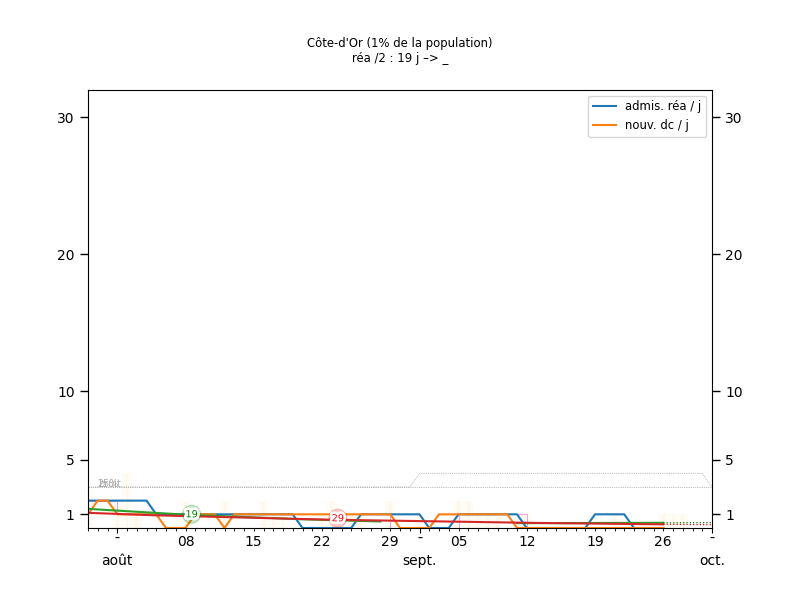 Côte-d'Or (1% de la population)
réa /2 : 19 j –> _
admis. réa / j
nouv. dc / j
30
30
20
20
10
10
5
5
1
1
19
29
- 08 15 22 29 - 05 12 19 26 -
août sept. oct.